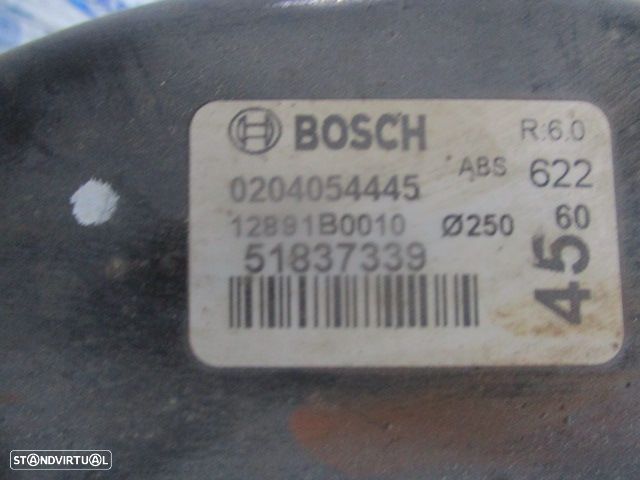 BOSCH R:6.0
0204054445 ABS 622
12891B0010 Ø250 60
51837339
45
STANDVIRTUAL